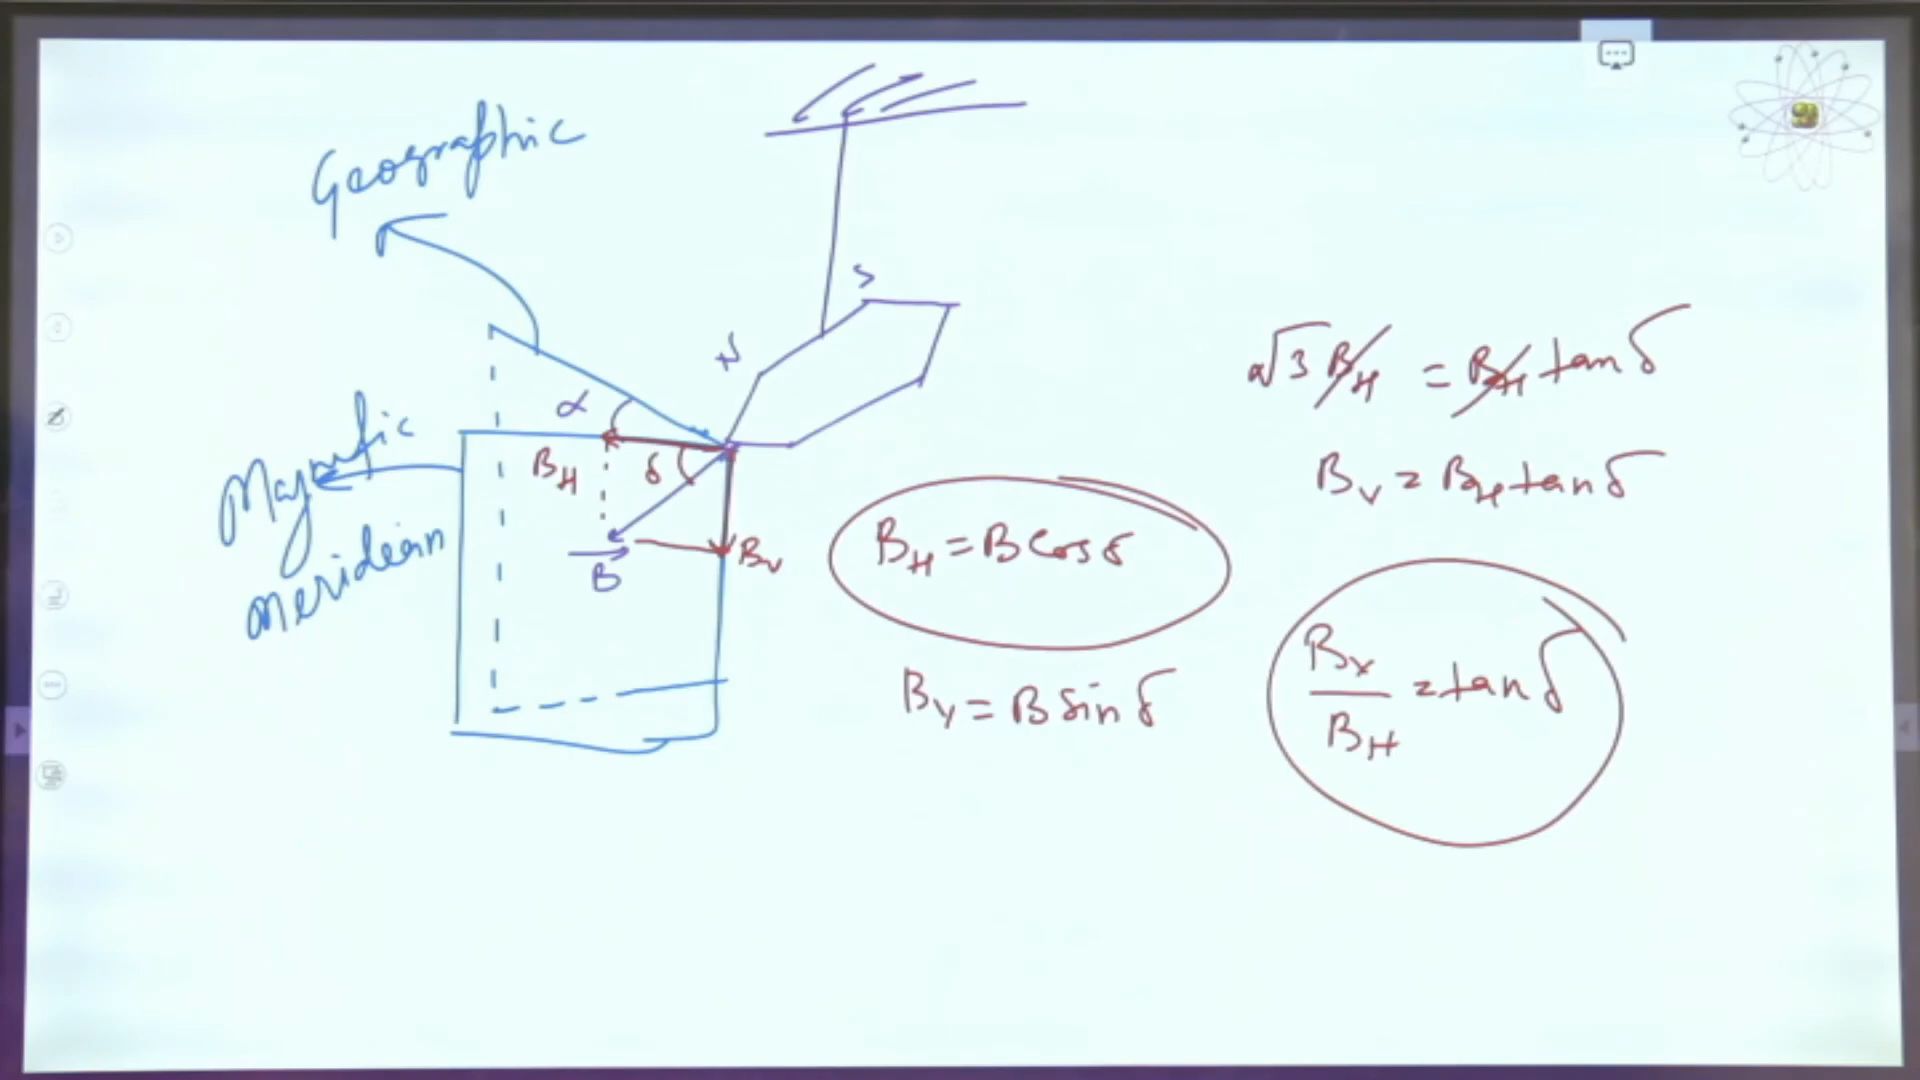 Geographic
S
N
α
Magnetic
meridean
B_H
δ
B⃗
B_v
B_H = B cos δ
B_v = B sin δ
√3 B_H = B_H tan δ
B_v = B_H tan δ
B_v / B_H = tan δ